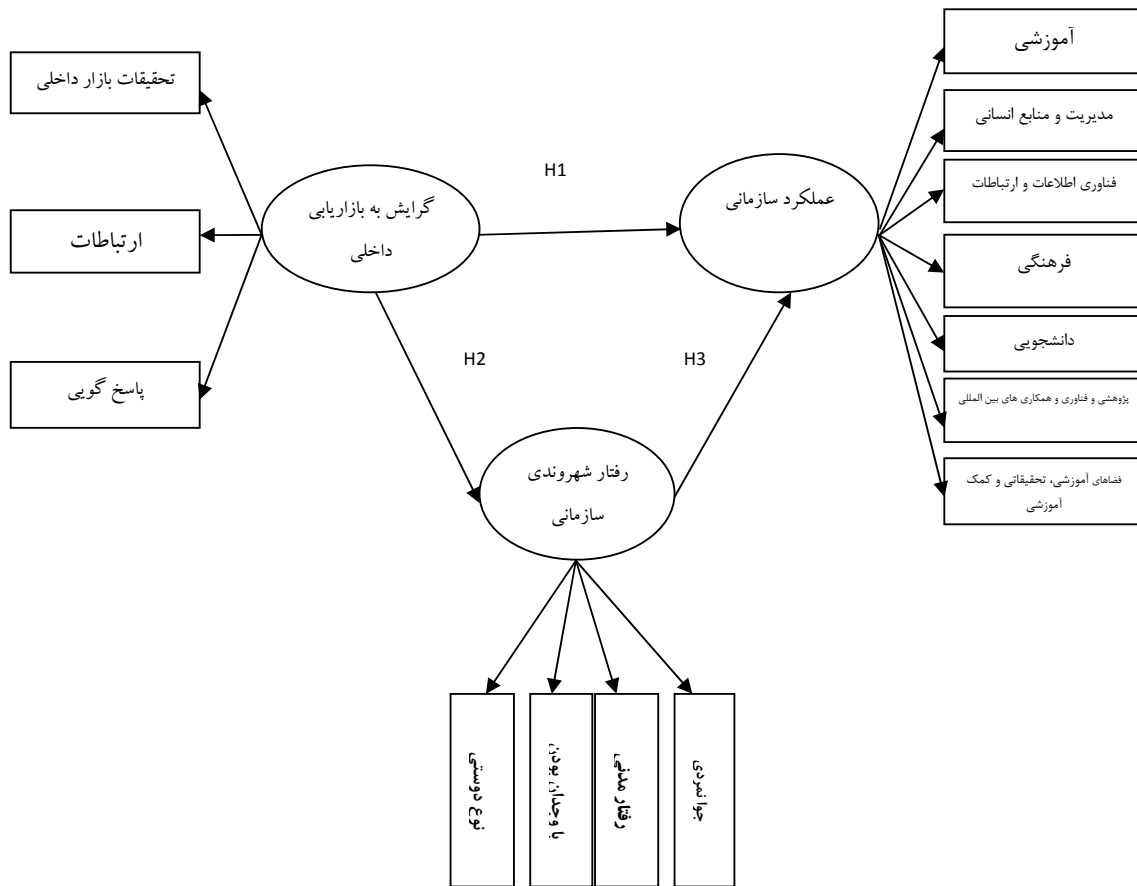 آموزشی
تحقیقات بازار داخلی
مدیریت و منابع انسانی
H1
فناوری اطلاعات و ارتباطات
عملکرد سازمانی
گرایش به بازاریابی
داخلی
ارتباطات
فرهنگی
دانشجویی
H2
H3
پاسخ گویی
پژوهشی و فناوری و همکاری های بین المللی
رفتار شهروندی
سازمانی
فضاهای آموزشی، تحقیقاتی و کمک
آموزشی
جوانمردی
رفتار مدنی
با وجدان بودن
نوع دوستی